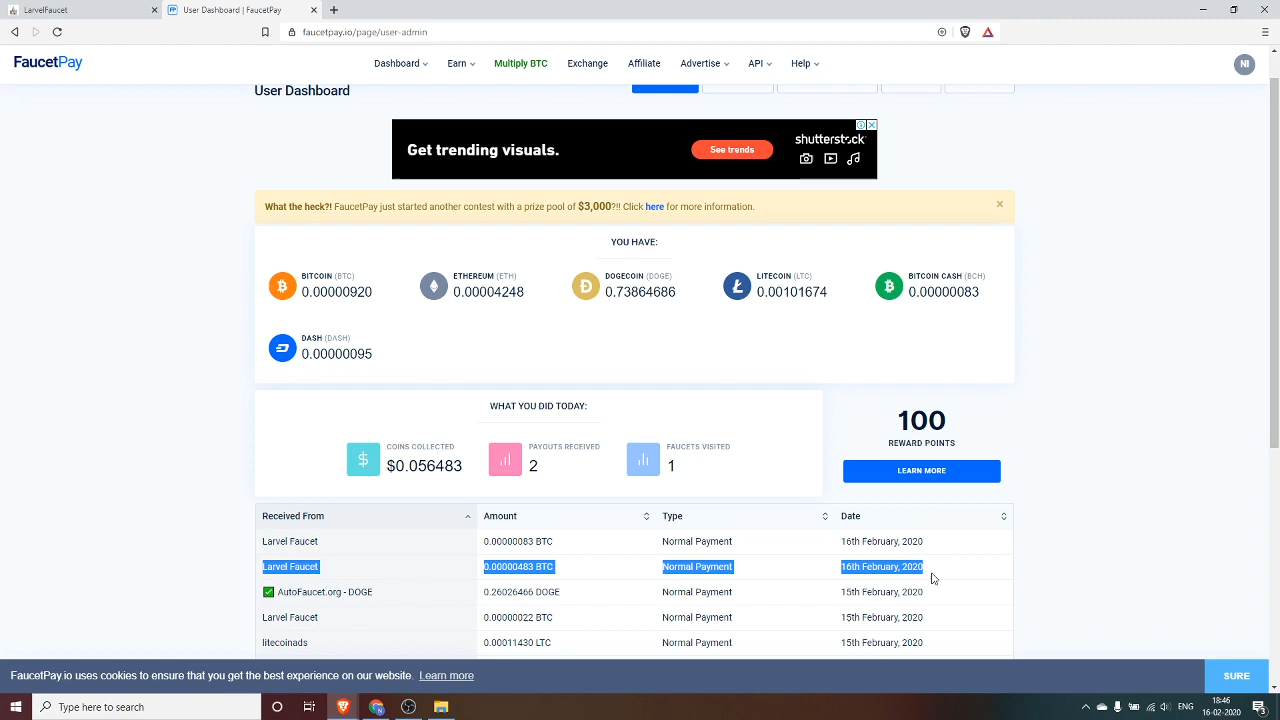 LarvelFaucet
User Dashboard | FaucetPay
faucetpay.io/page/user-admin
FaucetPay
Dashboard Earn Multiply BTC Exchange Affiliate Advertise API Help NI
User Dashboard
Get trending visuals. See trends shutterstock
What the heck?! FaucetPay just started another contest with a prize pool of $3,000?!! Click here for more information.
YOU HAVE:
BITCOIN (BTC)
0.00000920
ETHEREUM (ETH)
0.00004248
DOGECOIN (DOGE)
0.73864686
LITECOIN (LTC)
0.00101674
BITCOIN CASH (BCH)
0.00000083
DASH (DASH)
0.00000095
WHAT YOU DID TODAY:
COINS COLLECTED
$0.056483
PAYOUTS RECEIVED
2
FAUCETS VISITED
1
100
REWARD POINTS
LEARN MORE
Received From Amount Type Date
Larvel Faucet 0.00000083 BTC Normal Payment 16th February, 2020
Larvel Faucet 0.00000483 BTC Normal Payment 16th February, 2020
AutoFaucet.org - DOGE 0.26026466 DOGE Normal Payment 15th February, 2020
Larvel Faucet 0.00000022 BTC Normal Payment 15th February, 2020
litecoinads 0.00011430 LTC Normal Payment 15th February, 2020
FaucetPay.io uses cookies to ensure that you get the best experience on our website. Learn more SURE
Type here to search
ENG
18:46
16-02-2020
3